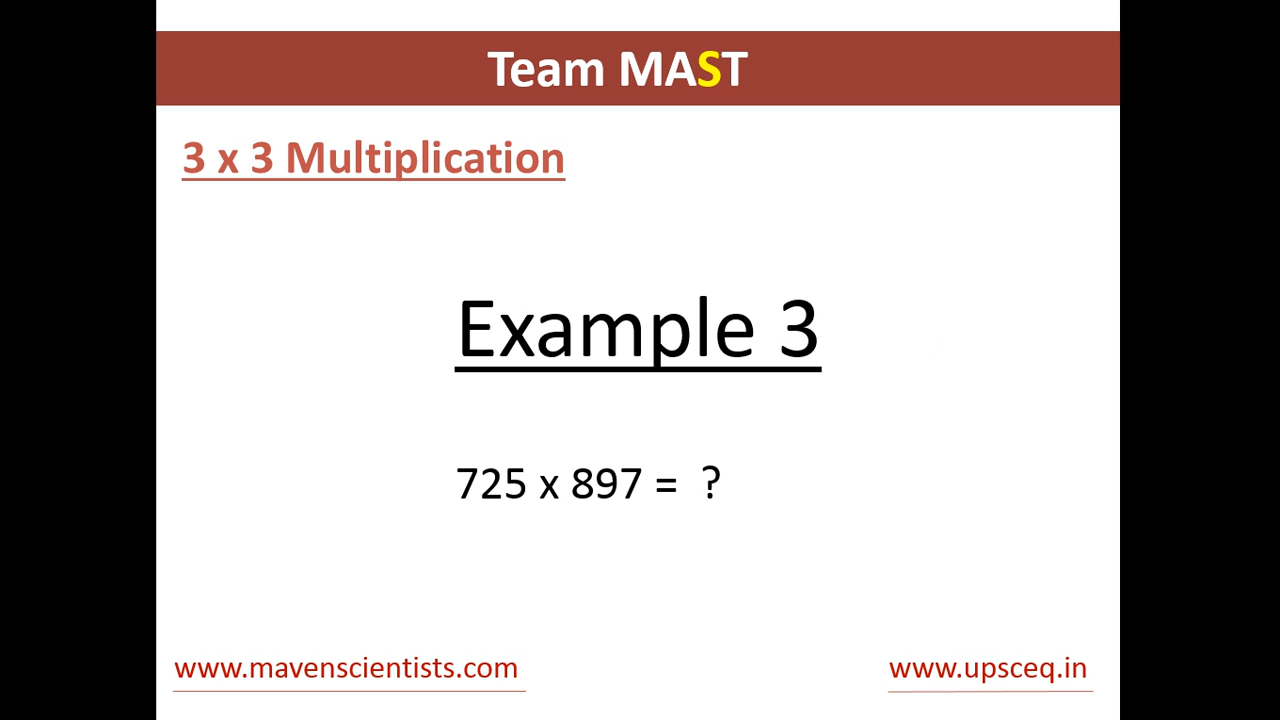 Team MAST
3 x 3 Multiplication
Example 3
725 x 897 = ?
www.mavenscientists.com
www.upsceq.in